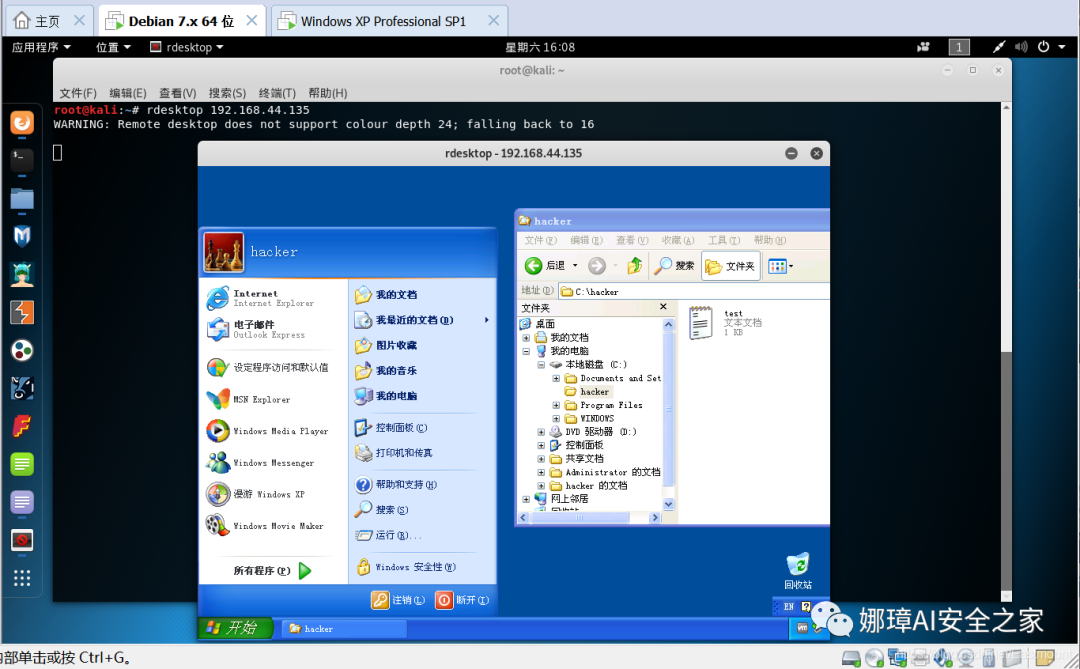 主页
Debian 7.x 64 位
Windows XP Professional SP1
应用程序
位置
rdesktop
星期六 16:08
1
root@kali: ~
文件(F) 编辑(E) 查看(V) 搜索(S) 终端(T) 帮助(H)
root@kali:~# rdesktop 192.168.44.135
WARNING: Remote desktop does not support colour depth 24; falling back to 16
rdesktop - 192.168.44.135
hacker
Internet
Internet Explorer
电子邮件
Outlook Express
设定程序访问和默认值
MSN Explorer
Windows Media Player
Windows Messenger
漫游 Windows XP
Windows Movie Maker
所有程序(P)
我的文档
我最近的文档(D)
图片收藏
我的音乐
我的电脑
控制面板(C)
打印机和传真
帮助和支持(H)
搜索(S)
运行(R)...
Windows 安全性(W)
注销(L)
断开(I)
hacker
文件(F) 编辑(E) 查看(V) 收藏(A) 工具(T) 帮助(H)
后退
搜索
文件夹
地址(D)
C:\hacker
文件夹
桌面
我的文档
我的电脑
本地磁盘 (C:)
Documents and Set
hacker
Program Files
WINDOWS
DVD 驱动器 (D:)
控制面板
共享文档
Administrator 的文档
hacker 的文档
网上邻居
test
文本文档
1 KB
回收站
EN
开始
hacker
娜璋AI安全之家
内部单击或按 Ctrl+G。